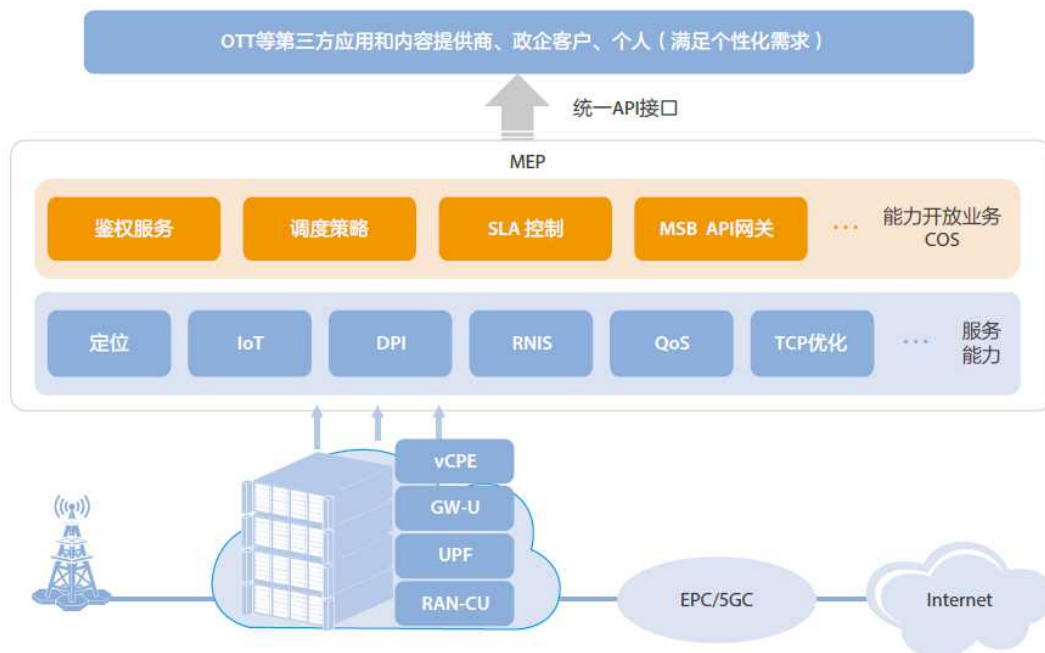 OTT等第三方应用和内容提供商、政企客户、个人（满足个性化需求）
统一API接口
MEP
鉴权服务
调度策略
SLA 控制
MSB API网关
···
能力开放业务
COS
定位
IoT
DPI
RNIS
QoS
TCP优化
···
服务
能力
vCPE
GW-U
UPF
RAN-CU
EPC/5GC
Internet